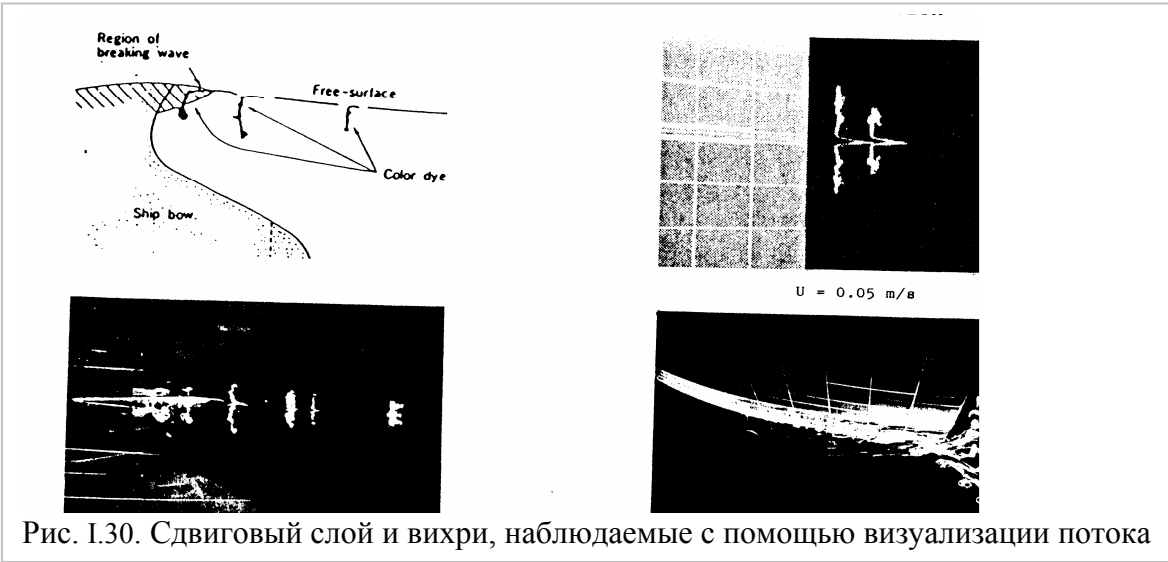 Region of
breaking wave
Free-surface
Color dye
Ship bow.
U = 0.05 m/s
Рис. I.30. Сдвиговый слой и вихри, наблюдаемые с помощью визуализации потока